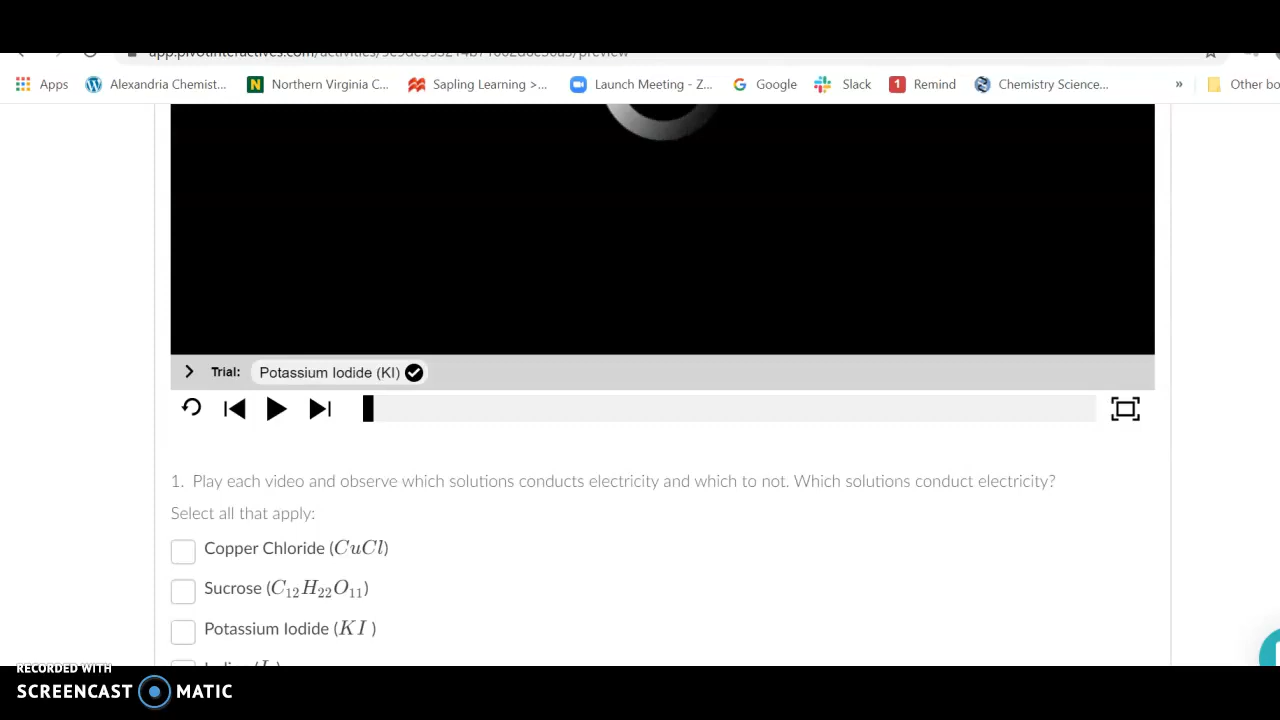 Apps Alexandria Chemist... N Northern Virginia C... Sapling Learning >... Launch Meeting - Z... G Google Slack 1 Remind Chemistry Science... » Other bo
> Trial: Potassium Iodide (KI)
1. Play each video and observe which solutions conducts electricity and which to not. Which solutions conduct electricity?
Select all that apply:
Copper Chloride (CuCl)
Sucrose (C₁₂H₂₂O₁₁)
Potassium Iodide (KI )
RECORDED WITH
SCREENCAST MATIC